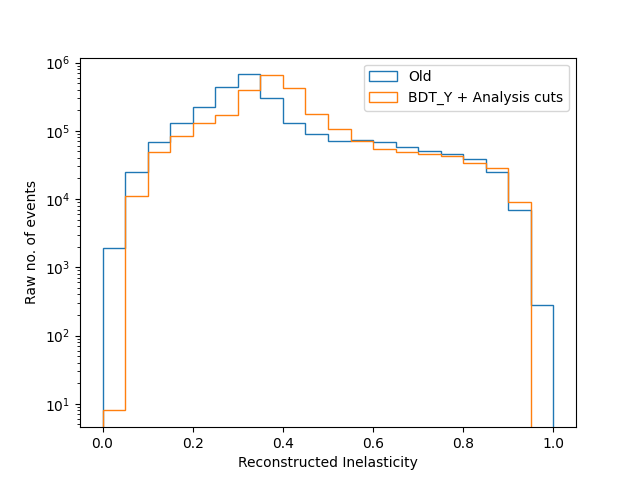 Old
BDT_Y + Analysis cuts
10⁶
10⁵
10⁴
10³
10²
10¹
Raw no. of events
0.0 0.2 0.4 0.6 0.8 1.0
Reconstructed Inelasticity